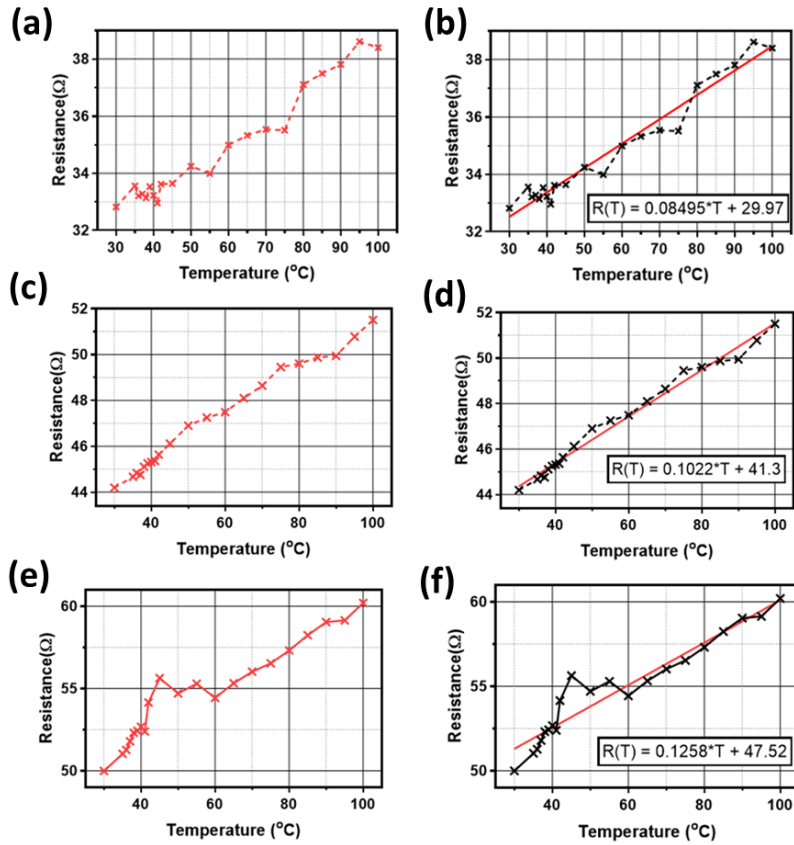 (a)
Resistance(Ω)
38
36
34
32
30 40 50 60 70 80 90 100
Temperature (°C)
(b)
Resistance(Ω)
38
36
34
32
R(T) = 0.08495*T + 29.97
30 40 50 60 70 80 90 100
Temperature (°C)
(c)
Resistance(Ω)
52
50
48
46
44
40 60 80 100
Temperature (°C)
(d)
Resistance(Ω)
52
50
48
46
44
R(T) = 0.1022*T + 41.3
40 60 80 100
Temperature (°C)
(e)
Resistance(Ω)
60
55
50
40 60 80 100
Temperature (°C)
(f)
Resistance(Ω)
60
55
50
R(T) = 0.1258*T + 47.52
40 60 80 100
Temperature (°C)